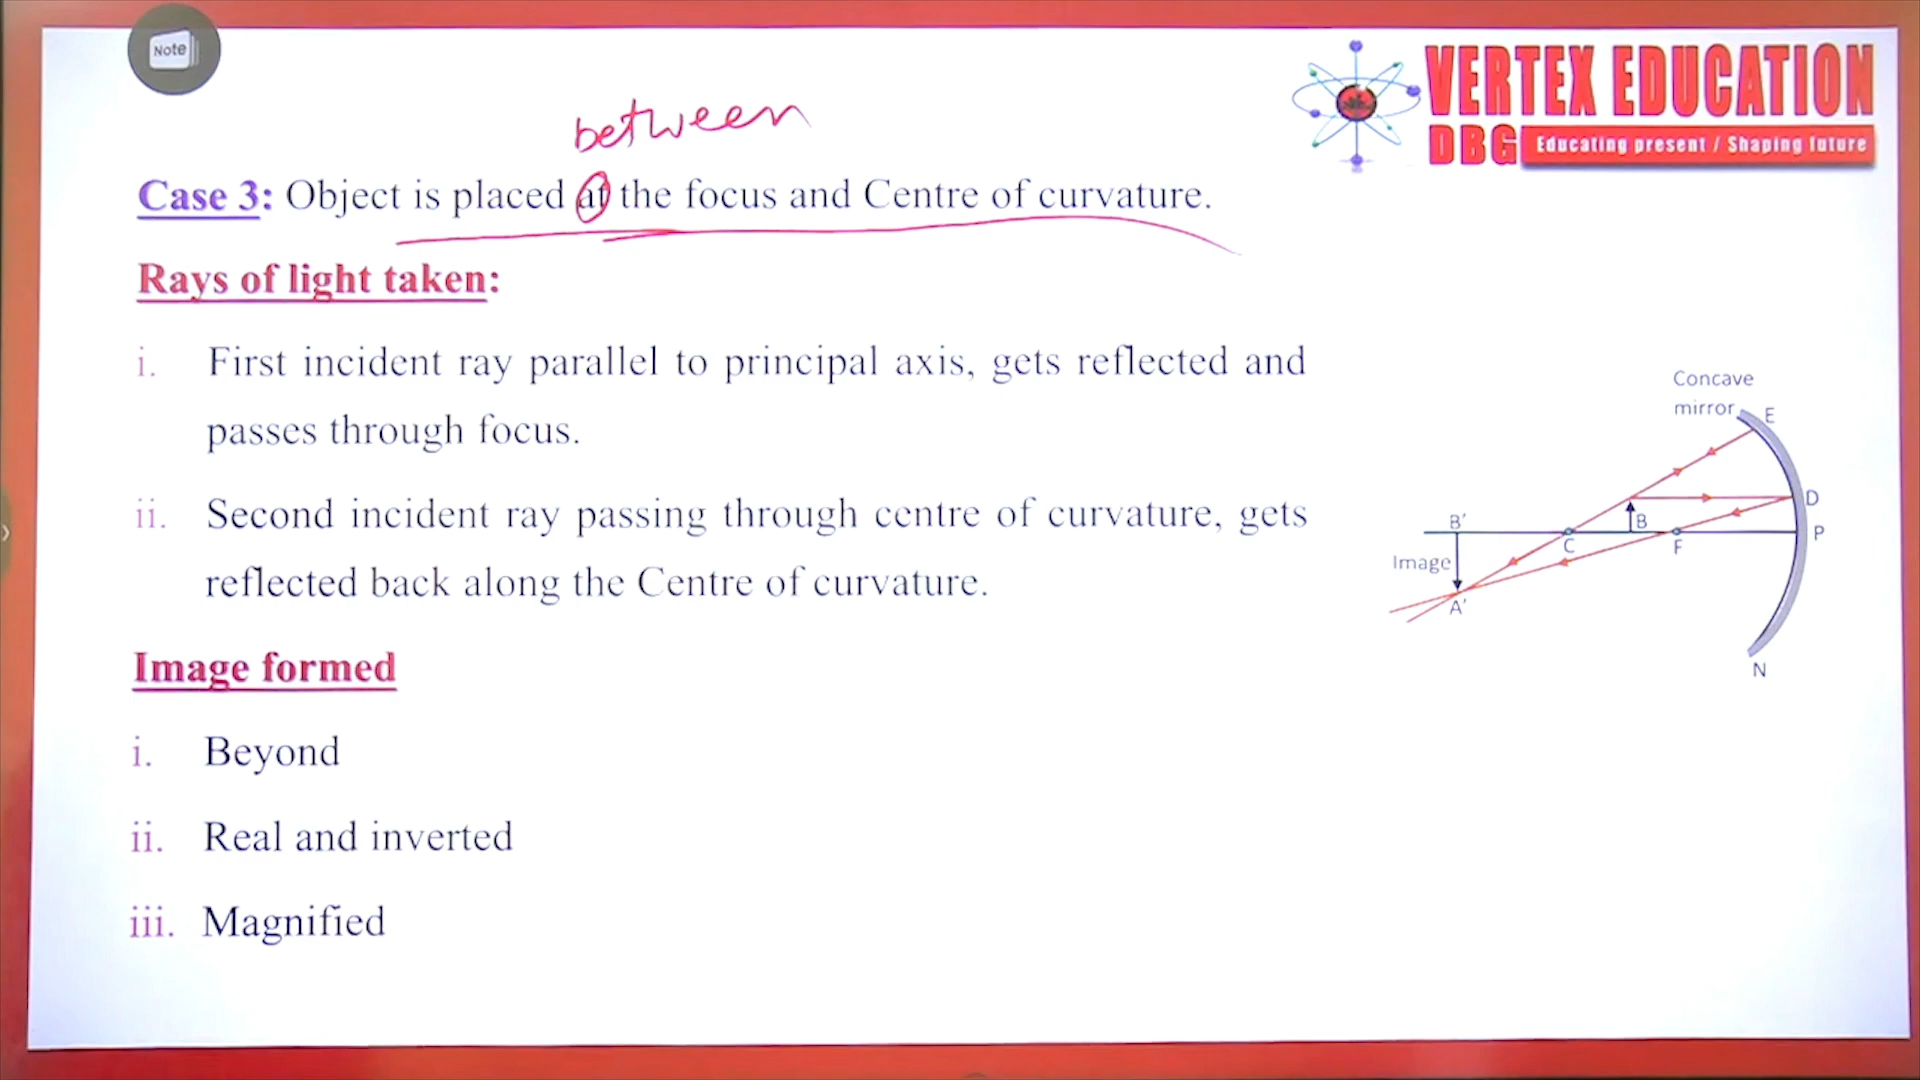 Note
VERTEX EDUCATION
DBG Educating present / Shaping future
between
Case 3: Object is placed at the focus and Centre of curvature.
Rays of light taken:
i. First incident ray parallel to principal axis, gets reflected and
passes through focus.
ii. Second incident ray passing through centre of curvature, gets
reflected back along the Centre of curvature.
Image formed
i. Beyond
ii. Real and inverted
iii. Magnified
Concave
mirror
E
D
B'
B
P
C
F
Image
A'
N